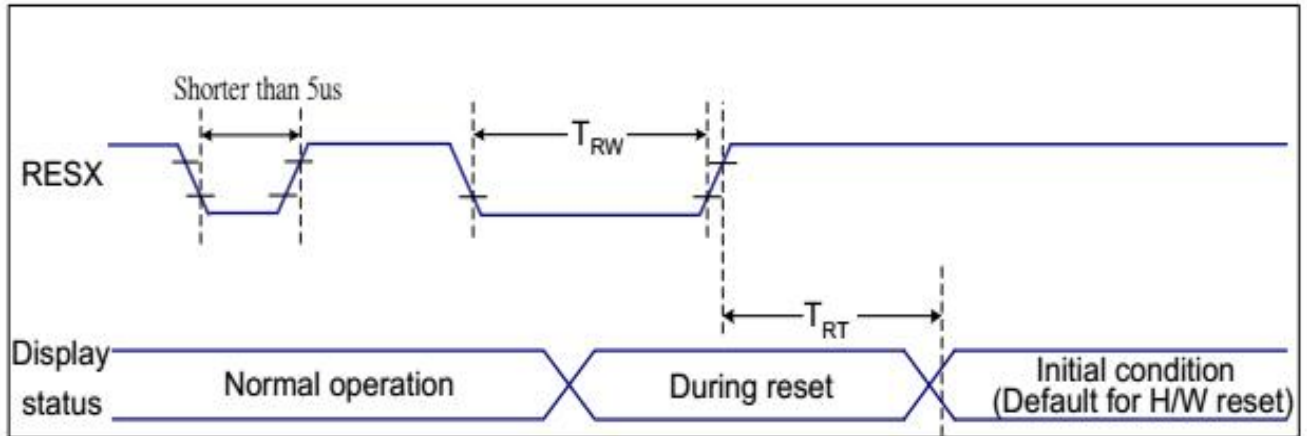 Shorter than 5us
RESX
TRW
TRT
Display
status
Normal operation
During reset
Initial condition
(Default for H/W reset)